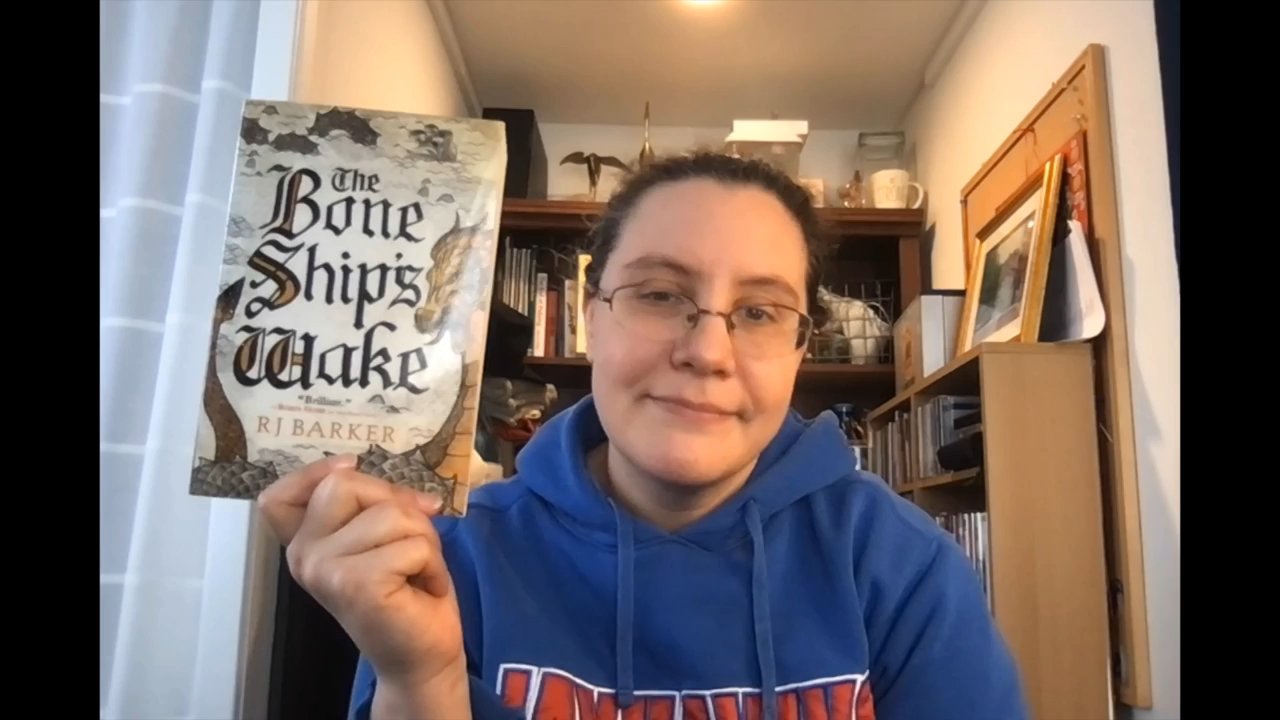 The
Bone
Ship's
Wake
"Brilliant."
RJ BARKER